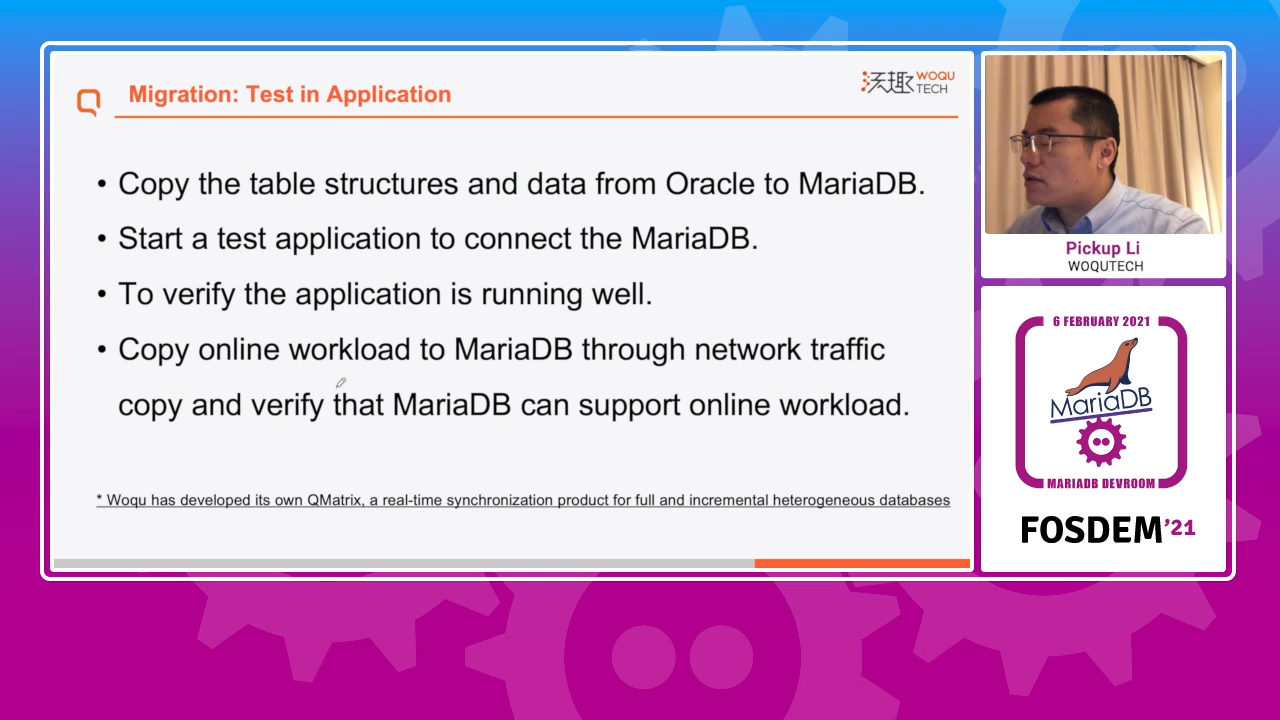 Migration: Test in Application
沃趣 WOQU
TECH
• Copy the table structures and data from Oracle to MariaDB.
• Start a test application to connect the MariaDB.
• To verify the application is running well.
• Copy online workload to MariaDB through network traffic
copy and verify that MariaDB can support online workload.
* Woqu has developed its own QMatrix, a real-time synchronization product for full and incremental heterogeneous databases
Pickup Li
WOQUTECH
6 FEBRUARY 2021
MariaDB
MARIADB DEVROOM
FOSDEM'21